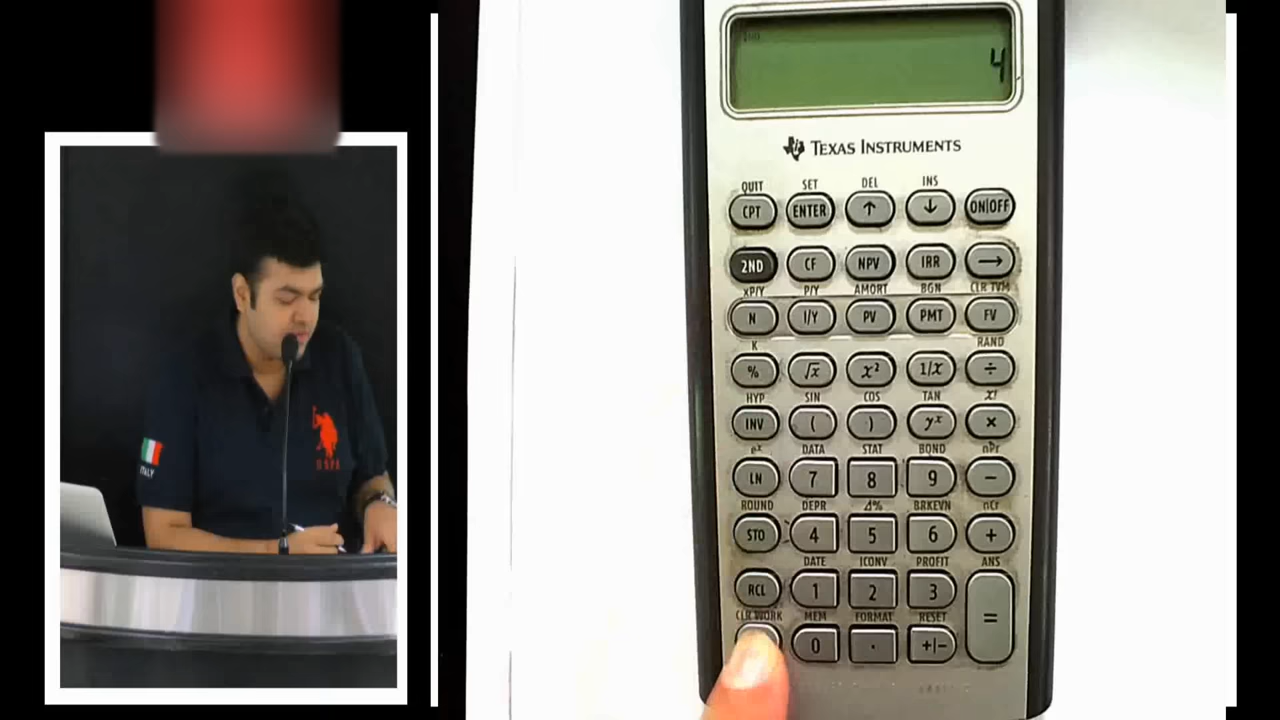 2ND
4
TEXAS INSTRUMENTS
QUIT SET DEL INS
CPT ENTER ↑ ↓ ON|OFF
2ND CF NPV IRR →
xP/Y P/Y AMORT BGN CLR TVM
N I/Y PV PMT FV
K RAND
% √x x² 1/x ÷
HYP SIN COS TAN x!
INV ( ) yˣ ×
eˣ DATA STAT BOND nPr
LN 7 8 9 −
ROUND DEPR Δ% BRKEVN nCr
STO 4 5 6 +
DATE ICONV PROFIT ANS
RCL 1 2 3 =
CLR WORK MEM FORMAT RESET
0 . +/−
ITALY
USPA